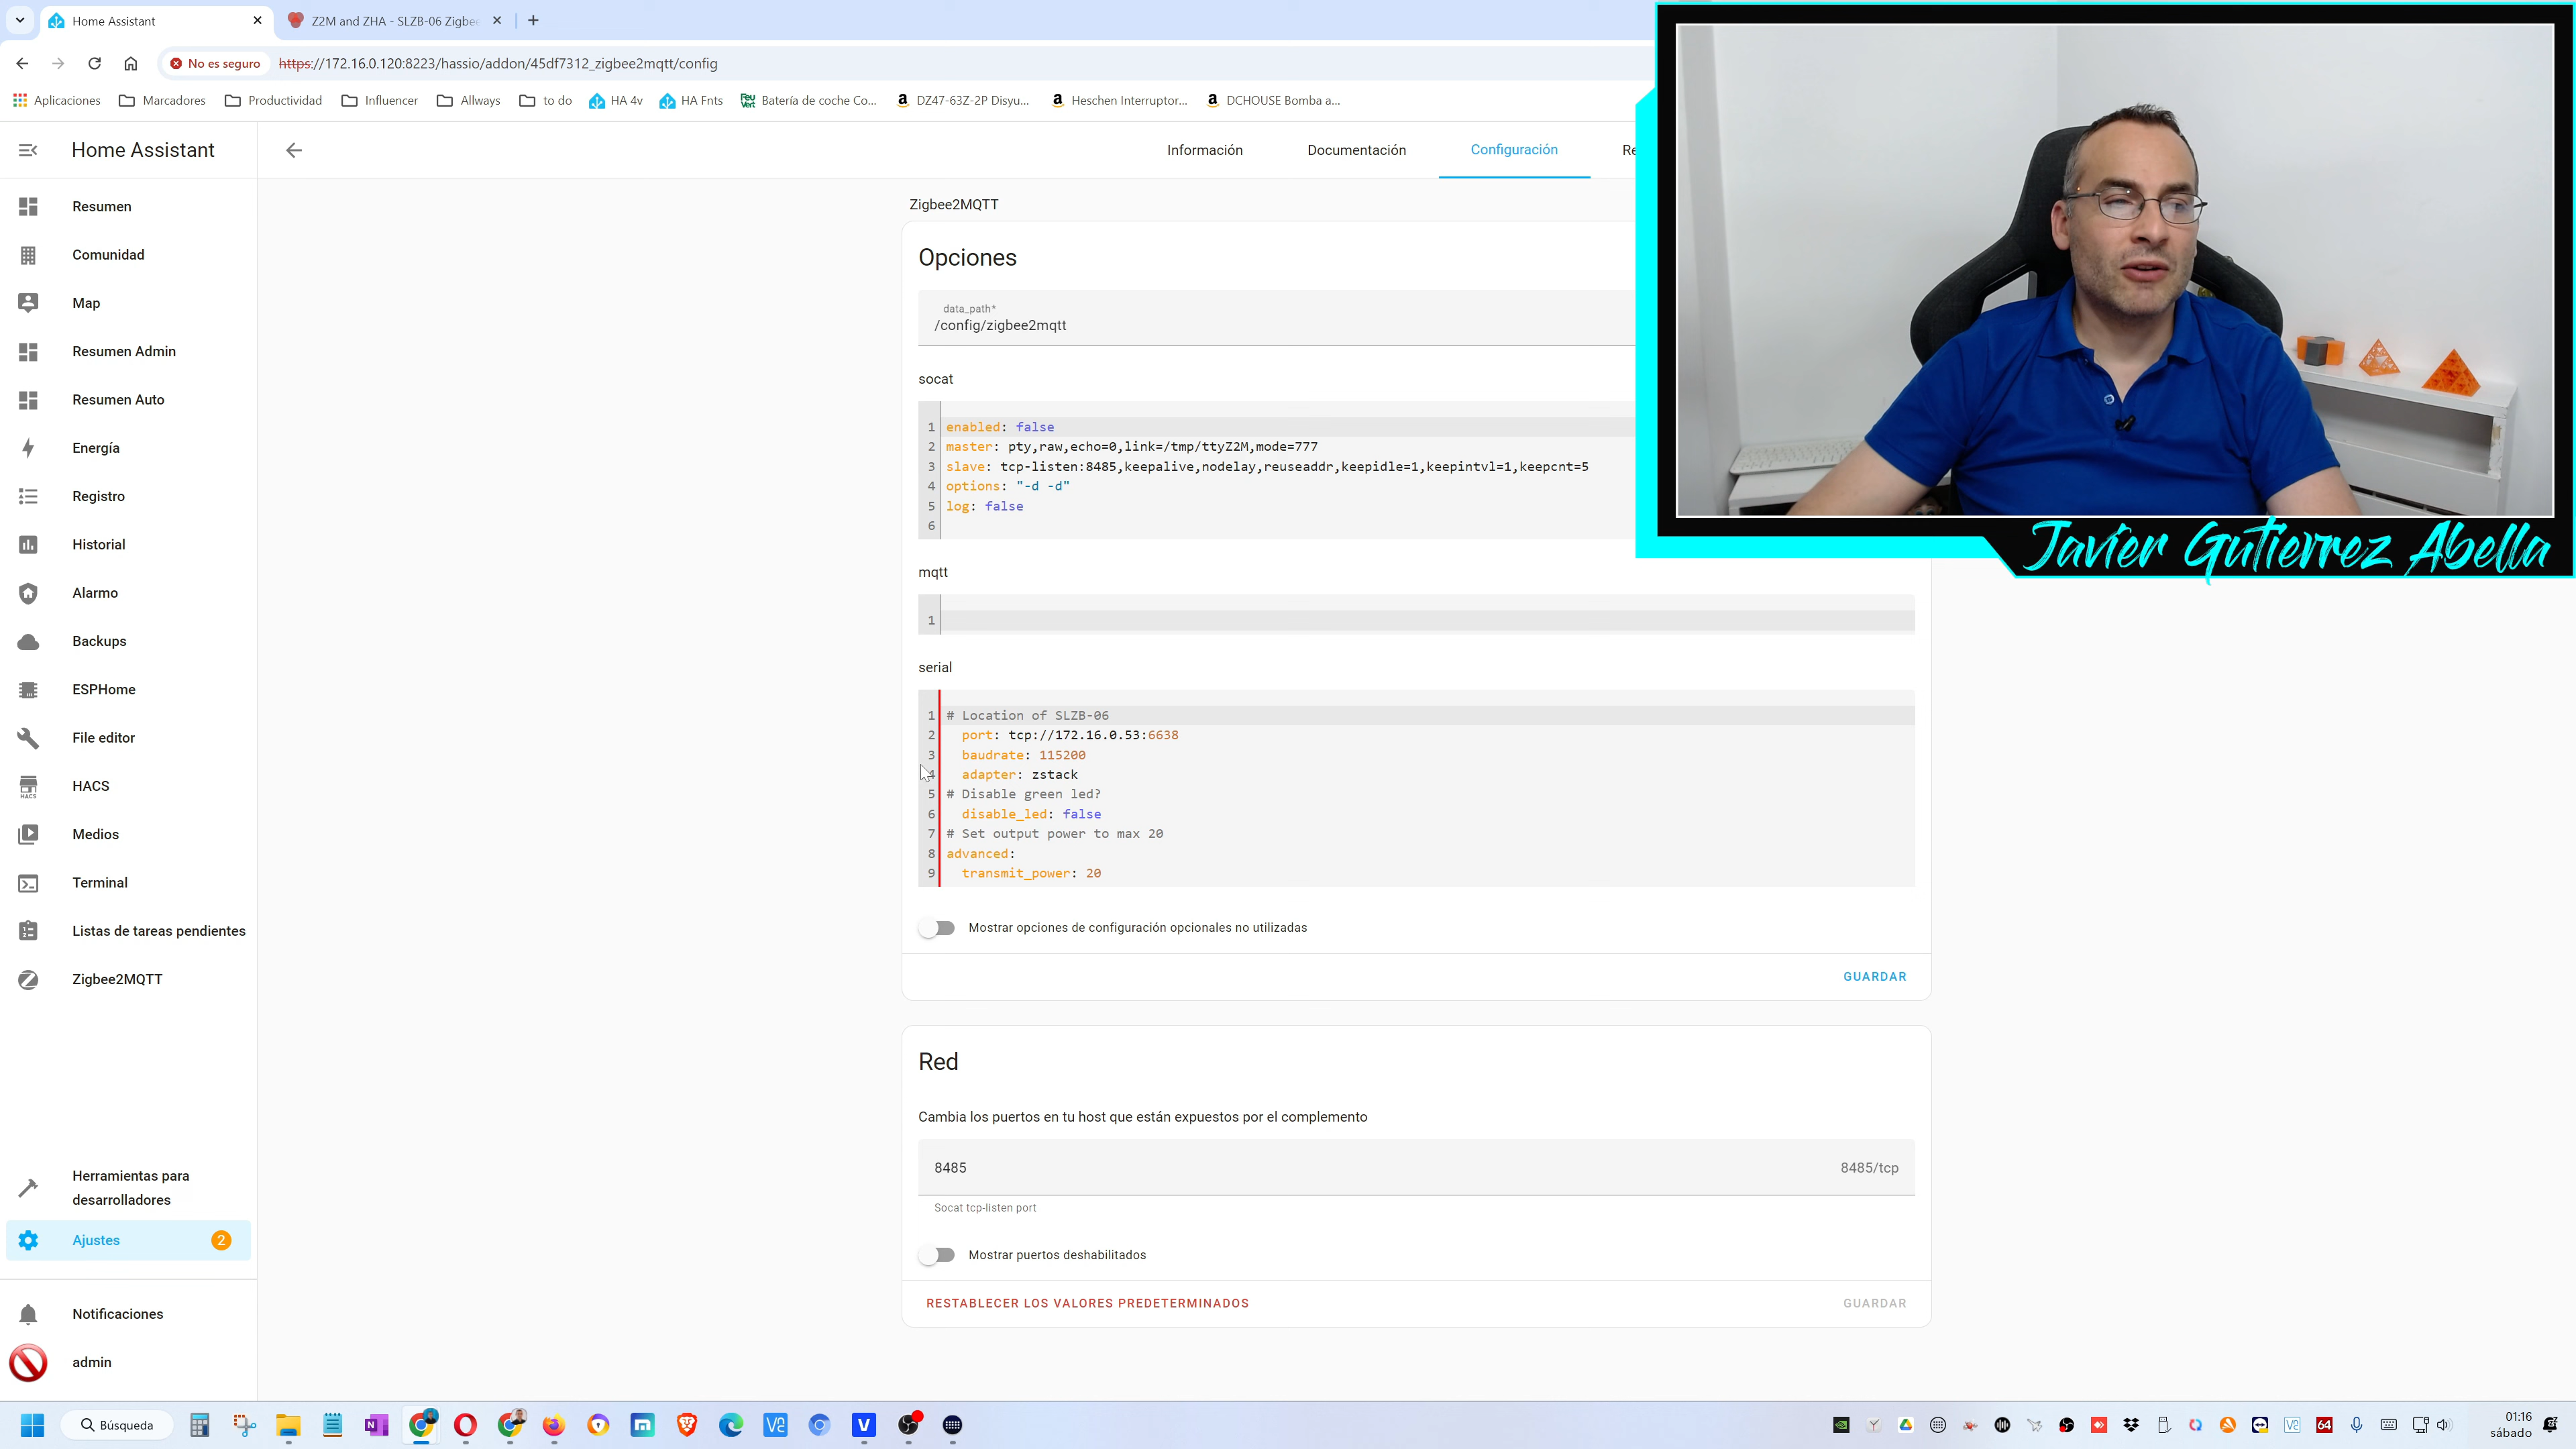 Home Assistant
Z2M and ZHA - SLZB-06 Zigbe
No es seguro
https://172.16.0.120:8223/hassio/addon/45df7312_zigbee2mqtt/config
Aplicaciones
Marcadores
Productividad
Influencer
Allways
to do
HA 4v
HA Fnts
Batería de coche Co...
DZ47-63Z-2P Disyu...
Heschen Interruptor...
DCHOUSE Bomba a...
Home Assistant
Información
Documentación
Configuración
Re
Resumen
Comunidad
Map
Resumen Admin
Resumen Auto
Energía
Registro
Historial
Alarmo
Backups
ESPHome
File editor
HACS
Medios
Terminal
Listas de tareas pendientes
Zigbee2MQTT
Herramientas para
desarrolladores
Ajustes
2
Notificaciones
admin
Zigbee2MQTT
Opciones
data_path*
/config/zigbee2mqtt
socat
1 enabled: false
2 master: pty,raw,echo=0,link=/tmp/ttyZ2M,mode=777
3 slave: tcp-listen:8485,keepalive,nodelay,reuseaddr,keepidle=1,keepintvl=1,keepcnt=5
4 options: "-d -d"
5 log: false
6
mqtt
1
serial
1 # Location of SLZB-06
2 port: tcp://172.16.0.53:6638
3 baudrate: 115200
4 adapter: zstack
5 # Disable green led?
6 disable_led: false
7 # Set output power to max 20
8 advanced:
9 transmit_power: 20
Mostrar opciones de configuración opcionales no utilizadas
GUARDAR
Red
Cambia los puertos en tu host que están expuestos por el complemento
8485
8485/tcp
Socat tcp-listen port
Mostrar puertos deshabilitados
RESTABLECER LOS VALORES PREDETERMINADOS
GUARDAR
Javier Gutierrez Abella
Búsqueda
64
01:16
sábado